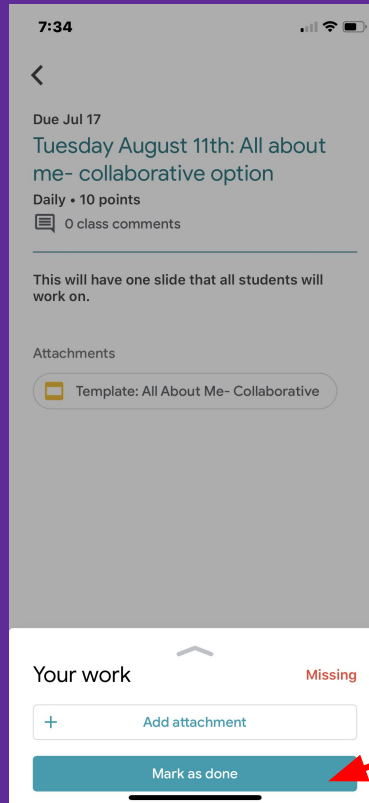 7:34
Due Jul 17
Tuesday August 11th: All about
me- collaborative option
Daily • 10 points
0 class comments
This will have one slide that all students will
work on.
Attachments
Template: All About Me- Collaborative
Your work
Missing
+ Add attachment
Mark as done